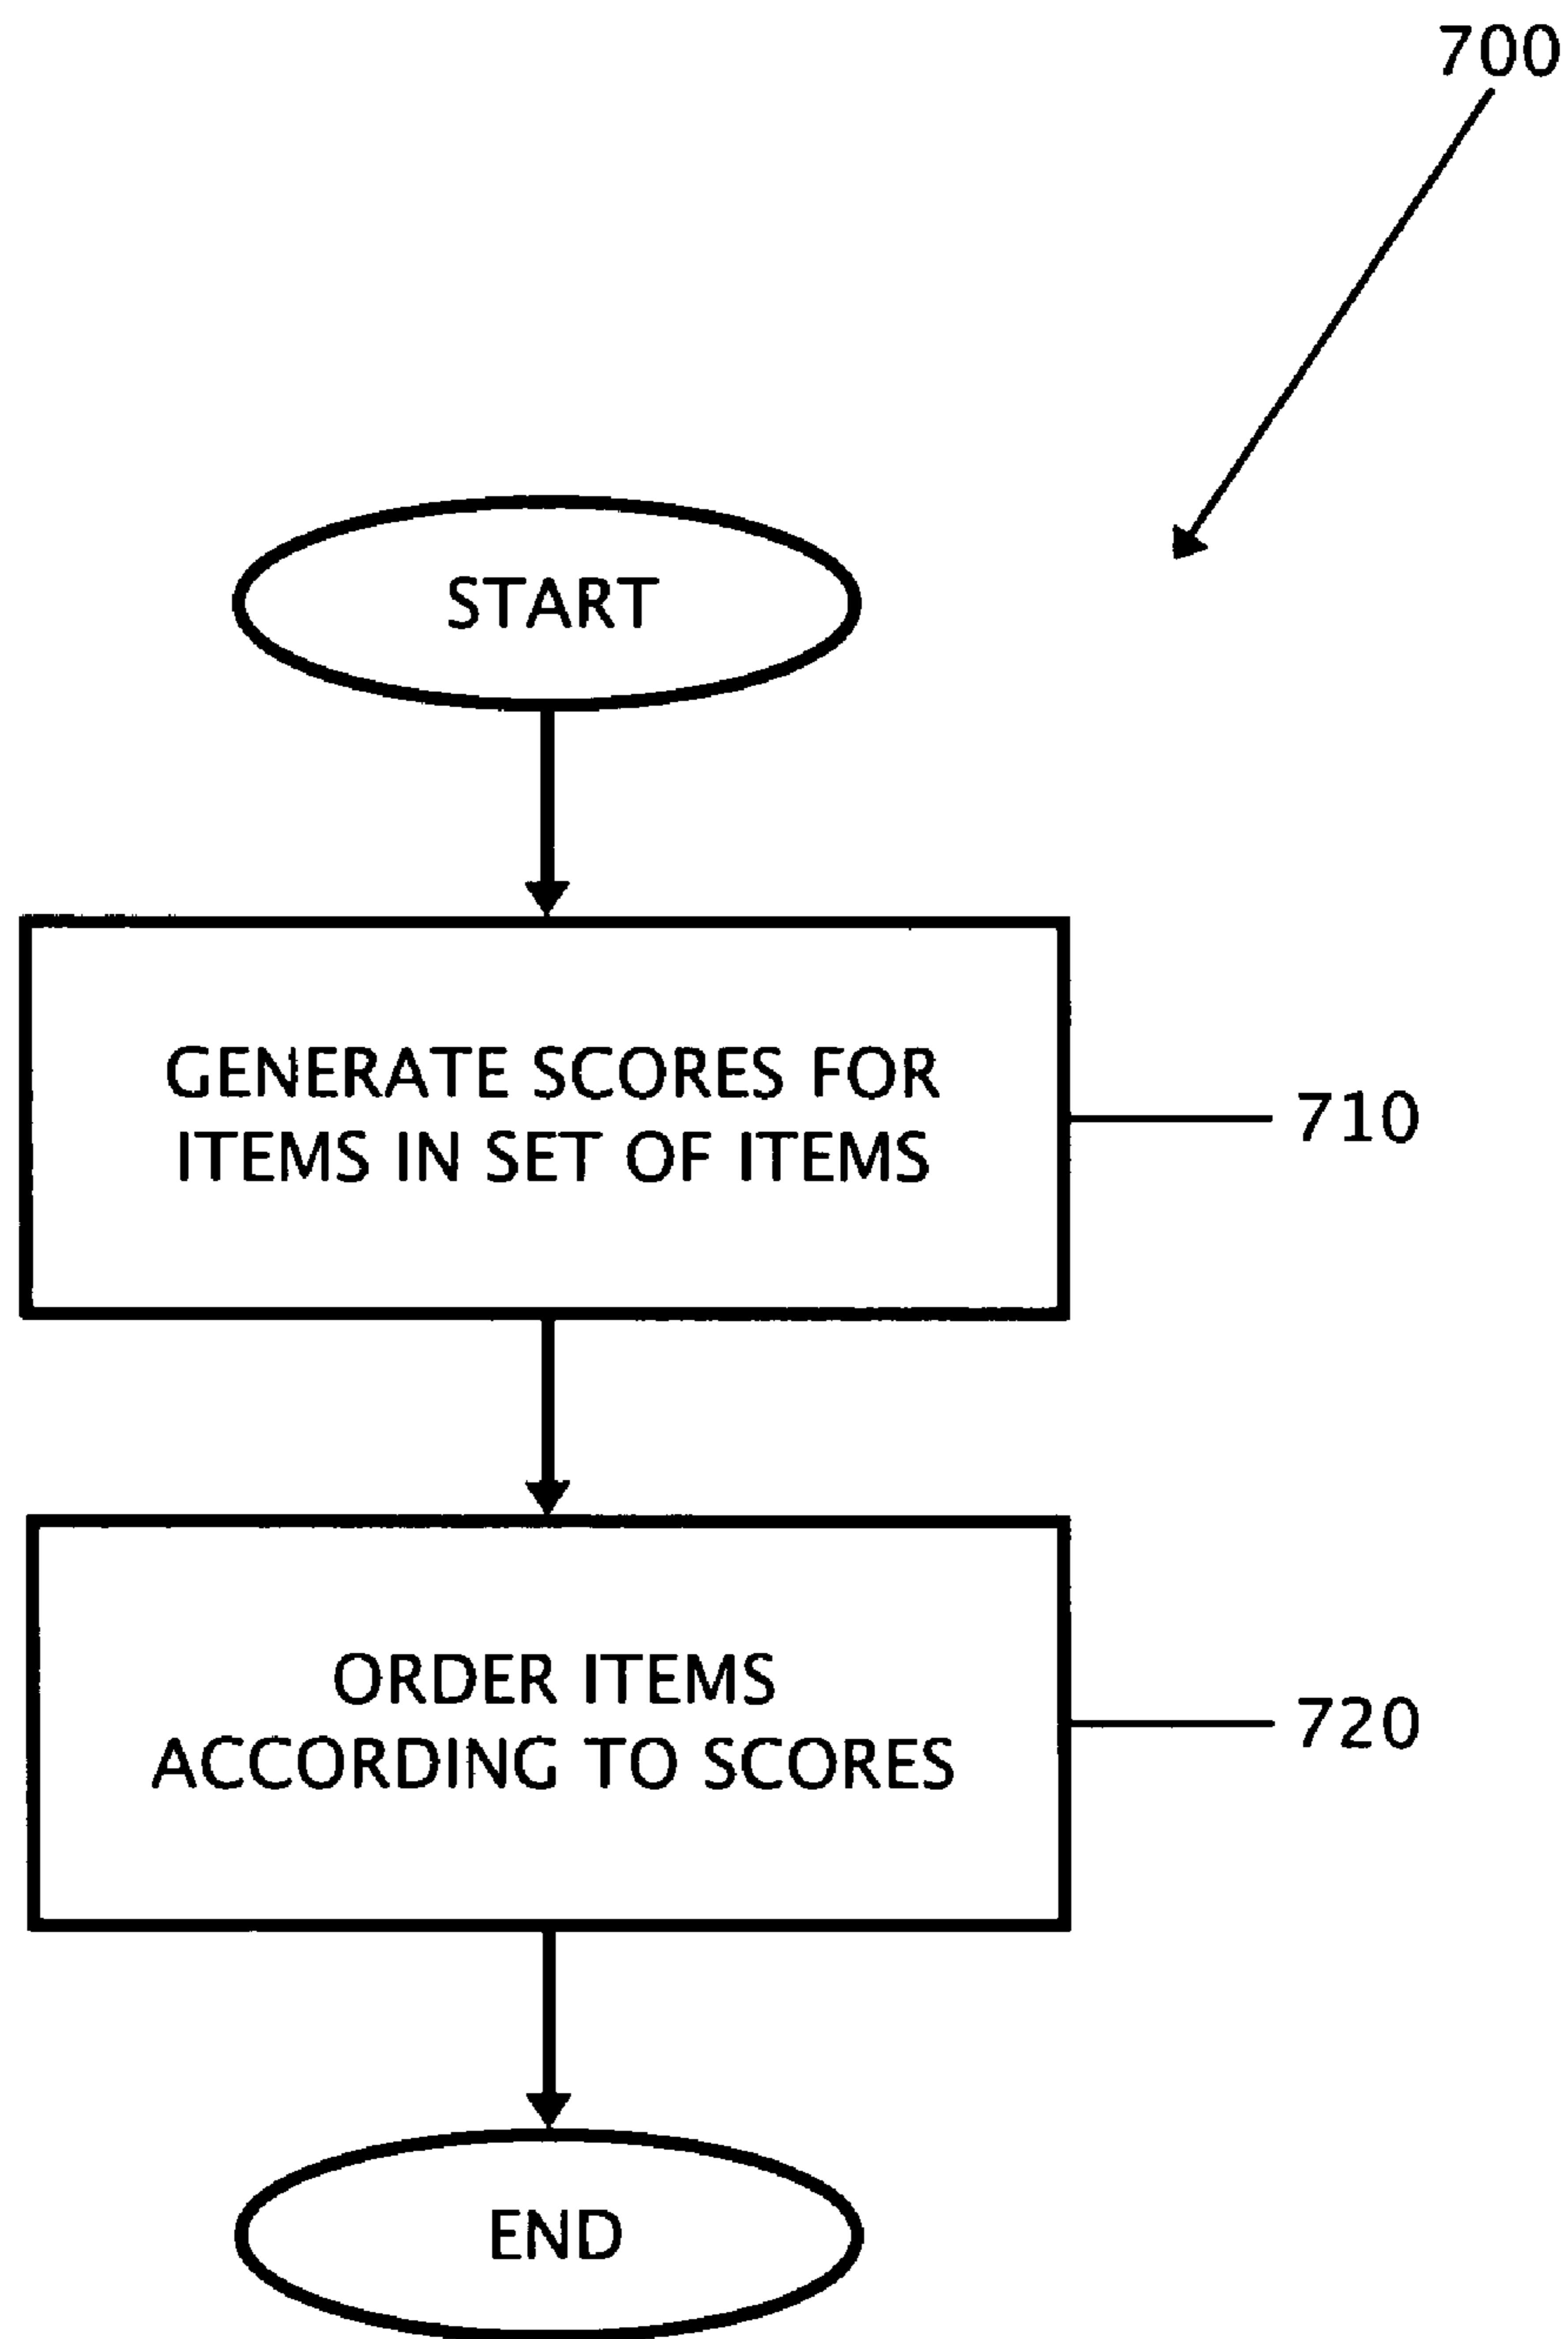 700
START
GENERATE SCORES FOR
ITEMS IN SET OF ITEMS
710
ORDER ITEMS
ACCORDING TO SCORES
720
END